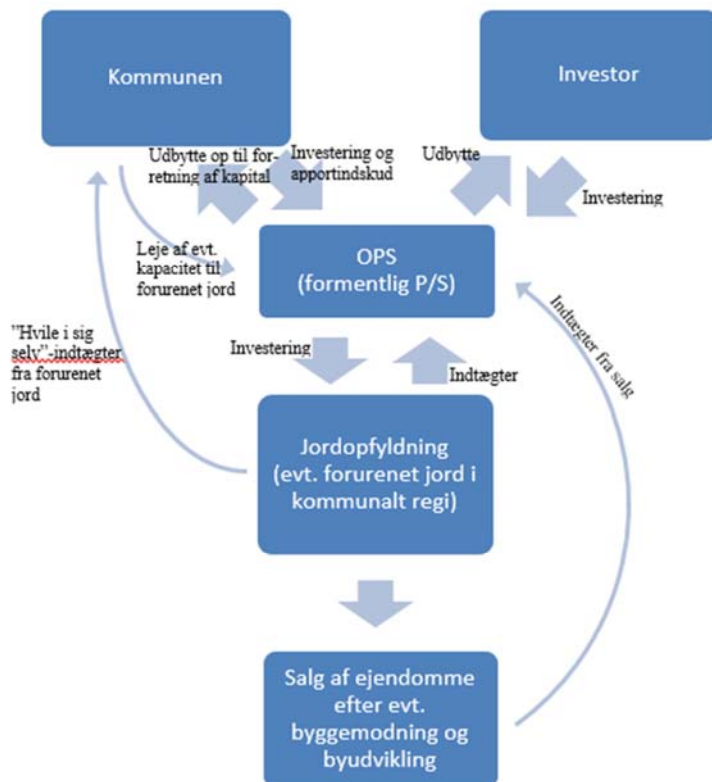 Kommunen
Investor
Udbytte op til for-
retning af kapital
Investering og
apportindskud
Udbytte
Investering
Leje af evt.
kapacitet til
forurenet jord
OPS
(formentlig P/S)
"Hvile i sig
selv"-indtægter
fra forurenet
jord
Investering
Indtægter
Indtægter fra salg
Jordopfyldning
(evt. forurenet jord i
kommunalt regi)
Salg af ejendomme
efter evt.
byggemodning og
byudvikling